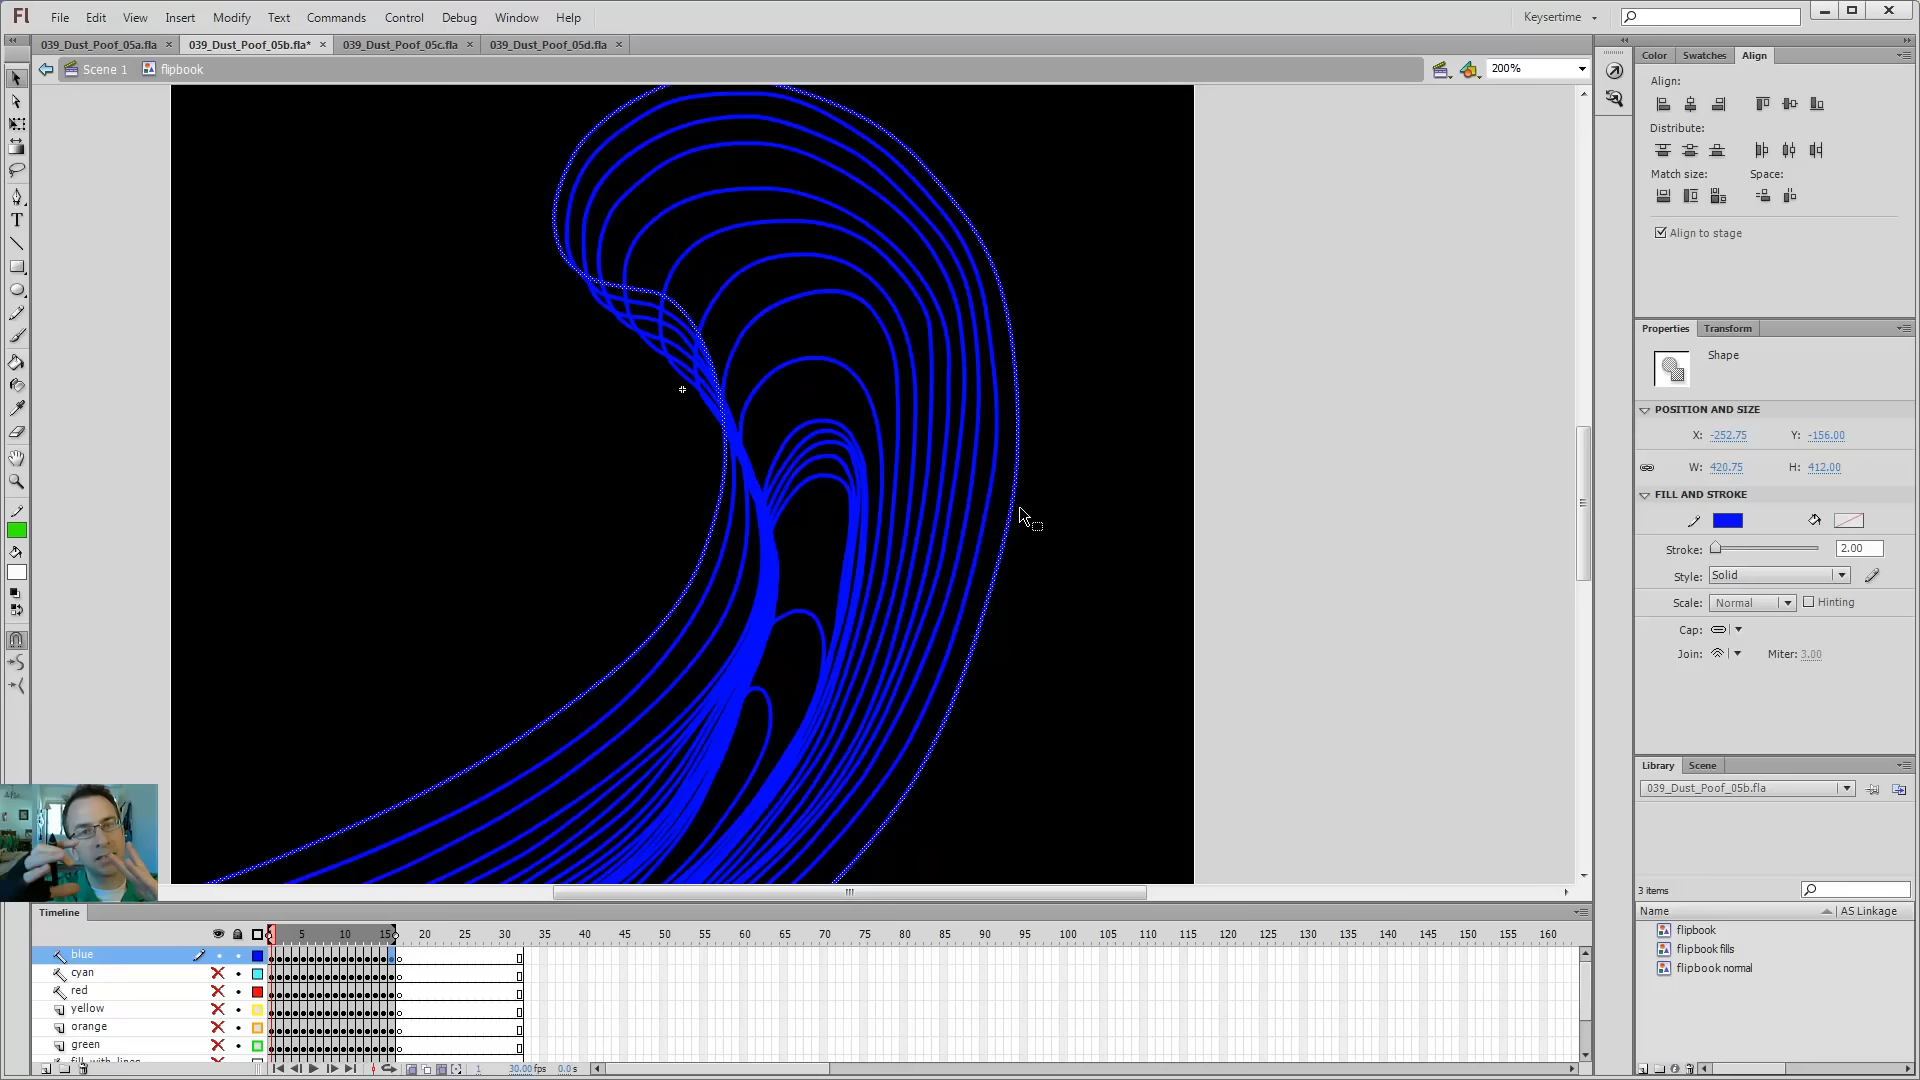 Fl File Edit View Insert Modify Text Commands Control Debug Window Help Keysertime
039_Dust_Poof_05a.fla × 039_Dust_Poof_05b.fla* × 039_Dust_Poof_05c.fla × 039_Dust_Poof_05d.fla ×
Scene 1 flipbook 200%
Color Swatches Align
Align:
Distribute:
Match size: Space:
Align to stage
Properties Transform
Shape
POSITION AND SIZE
X: -252.75 Y: -156.00
W: 420.75 H: 412.00
FILL AND STROKE
Stroke: 2.00
Style: Solid
Scale: Normal Hinting
Cap:
Join: Miter: 3.00
Library Scene
039_Dust_Poof_05b.fla
3 items
Name AS Linkage
flipbook
flipbook fills
flipbook normal
Timeline
5 10 15 20 25 30 35 40 45 50 55 60 65 70 75 80 85 90 95 100 105 110 115 120 125 130 135 140 145 150 155 160
blue
cyan
red
yellow
orange
green
fill_with_lines
1 30.00 fps 0.0 s